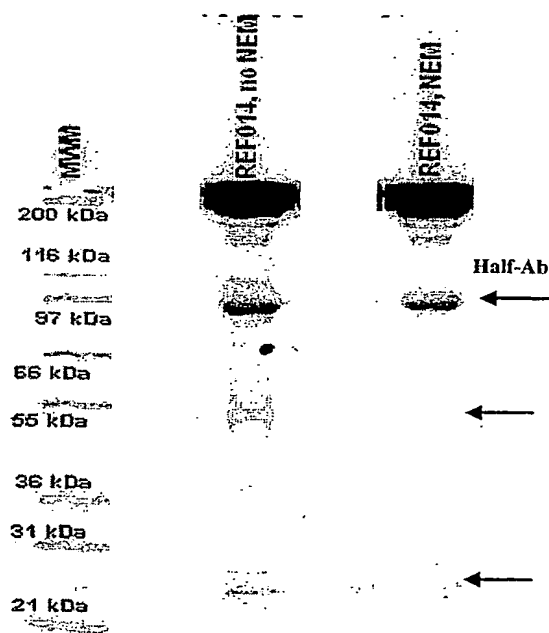 MWM
REF014, no NEM
REF014, NEM
200 kDa
116 kDa
Half-Ab
97 kDa
66 kDa
55 kDa
36 kDa
31 kDa
21 kDa